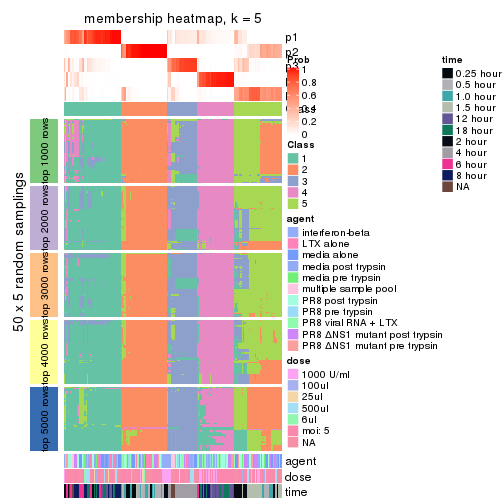 membership heatmap, k = 5
p1
p2
Prob
1
0.8
0.6
0.4
0.2
0
Class
1
2
3
4
5
agent
interferon-beta
LTX alone
media alone
media post trypsin
media pre trypsin
multiple sample pool
PR8 post trypsin
PR8 pre trypsin
PR8 viral RNA + LTX
PR8 ΔNS1 mutant post trypsin
PR8 ΔNS1 mutant pre trypsin
dose
1000 U/ml
100ul
25ul
500ul
6ul
moi: 5
NA
time
0.25 hour
0.5 hour
1.0 hour
1.5 hour
12 hour
18 hour
2 hour
4 hour
6 hour
8 hour
NA
50 x 5 random samplings
top 1000 rows
top 2000 rows
top 3000 rows
top 4000 rows
top 5000 rows
agent
dose
time